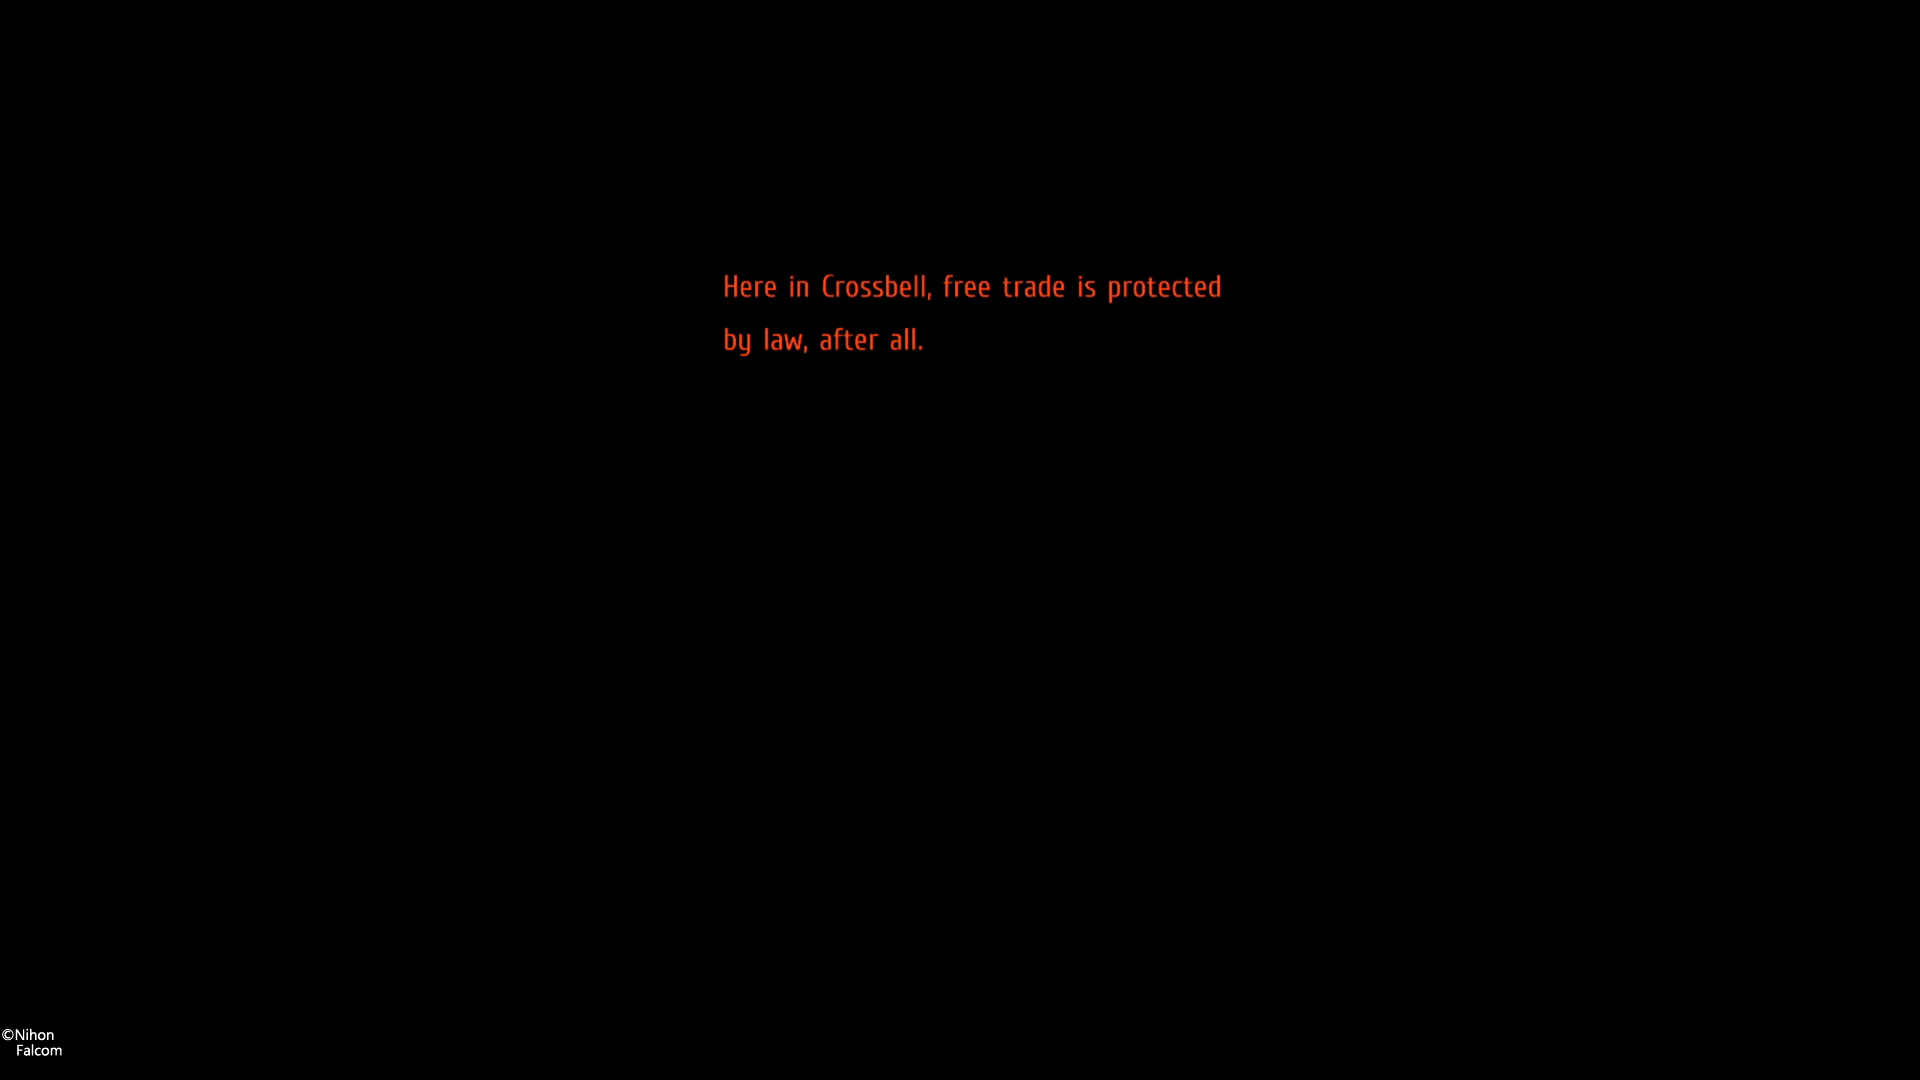 Here in Crossbell, free trade is protected
by law, after all.
©Nihon
Falcom